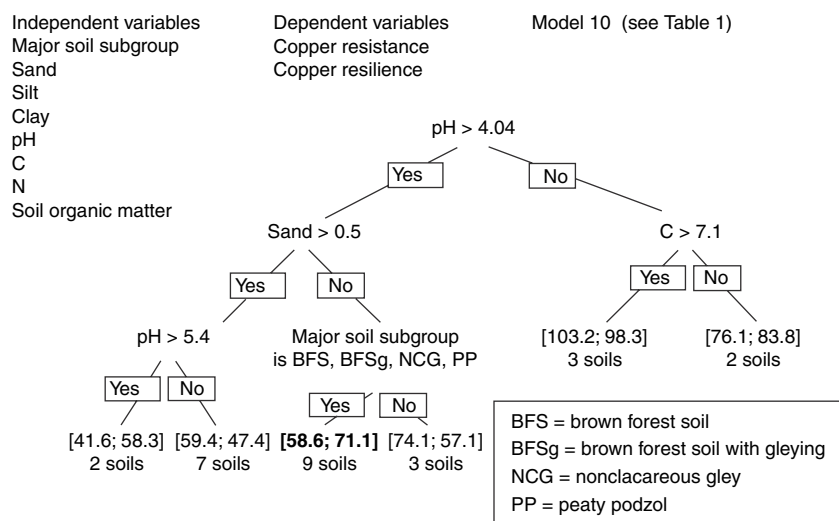 Independent variables
Major soil subgroup
Sand
Silt
Clay
pH
C
N
Soil organic matter
Dependent variables
Copper resistance
Copper resilience
Model 10 (see Table 1)
pH > 4.04
Yes
No
Sand > 0.5
C > 7.1
Yes
No
Yes
No
pH > 5.4
Major soil subgroup
is BFS, BFSg, NCG, PP
[103.2; 98.3]
3 soils
[76.1; 83.8]
2 soils
Yes
No
Yes
No
[41.6; 58.3]
2 soils
[59.4; 47.4]
7 soils
[58.6; 71.1]
9 soils
[74.1; 57.1]
3 soils
BFS = brown forest soil
BFSg = brown forest soil with gleying
NCG = nonclacareous gley
PP = peaty podzol